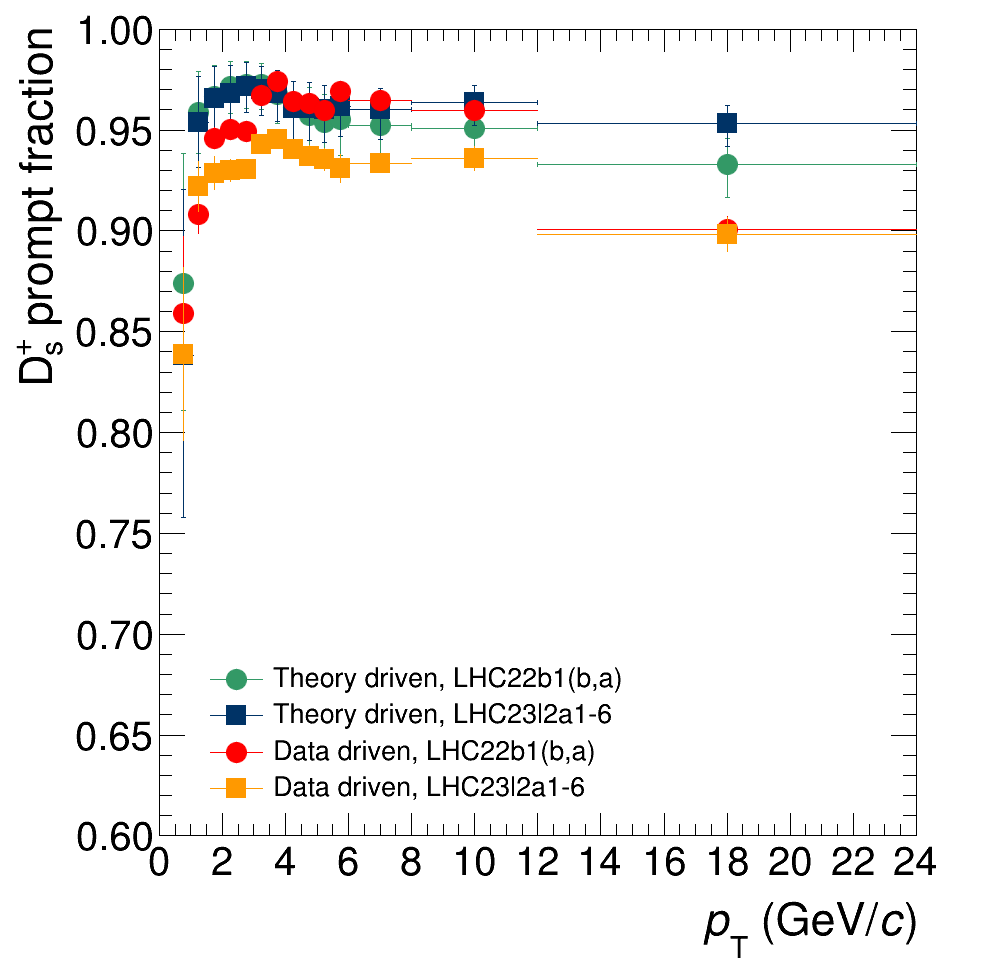 D_s^+ prompt fraction
1.00
0.95
0.90
0.85
0.80
0.75
0.70
0.65
0.60
Theory driven, LHC22b1(b,a)
Theory driven, LHC23l2a1-6
Data driven, LHC22b1(b,a)
Data driven, LHC23l2a1-6
0 2 4 6 8 10 12 14 16 18 20 22 24
p_T (GeV/c)